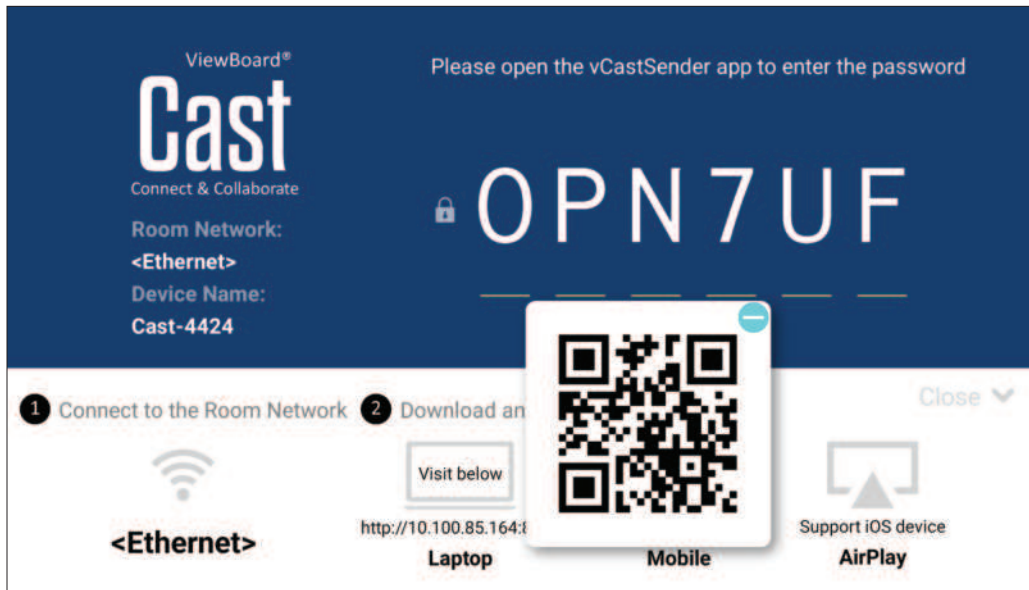 ViewBoard®
Cast
Connect & Collaborate
Room Network:
<Ethernet>
Device Name:
Cast-4424
Please open the vCastSender app to enter the password
OPN7UF
1 Connect to the Room Network
<Ethernet>
2 Download an
Visit below
http://10.100.85.164:8
Laptop
Mobile
Close
Support iOS device
AirPlay